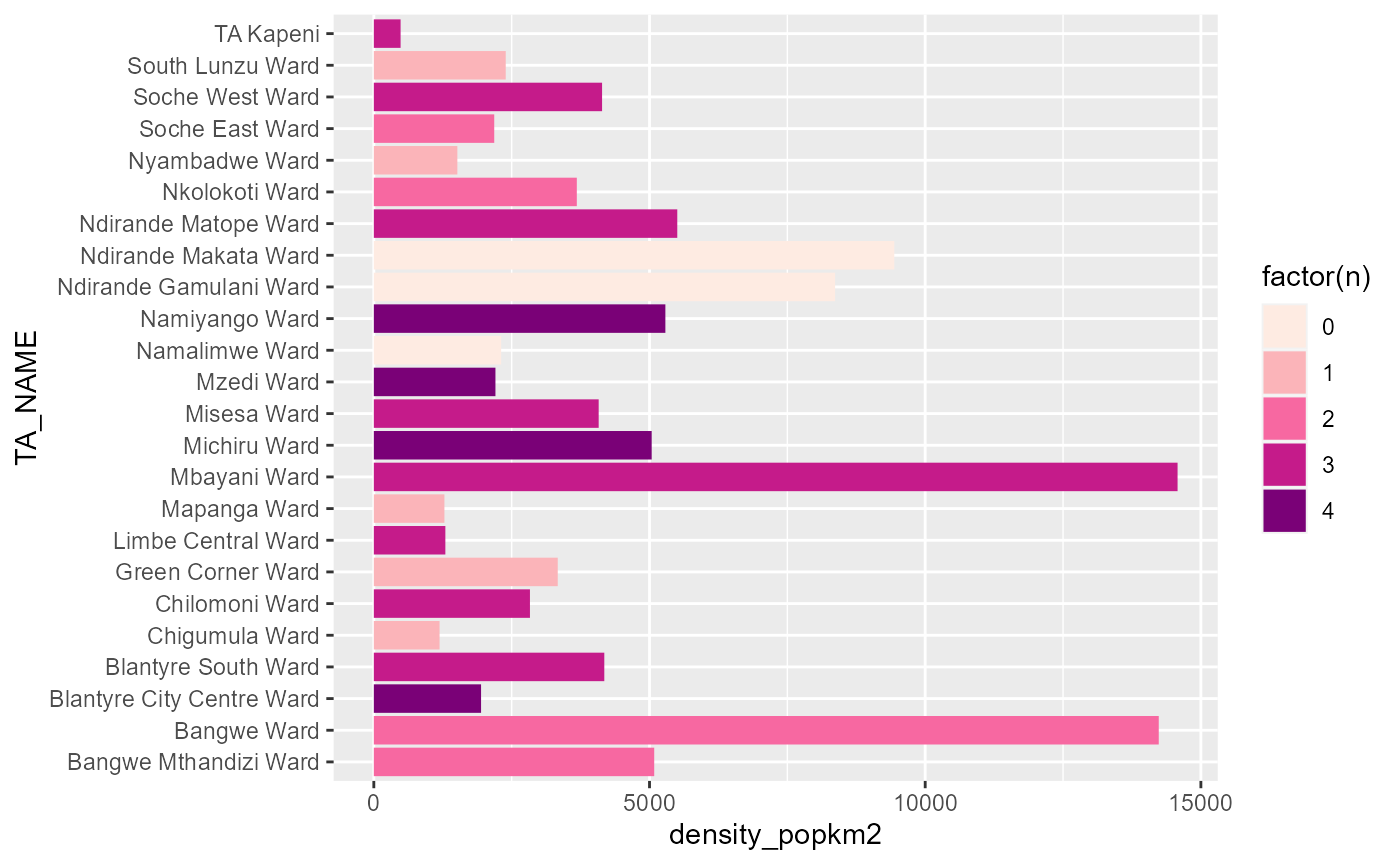 TA Kapeni
South Lunzu Ward
Soche West Ward
Soche East Ward
Nyambadwe Ward
Nkolokoti Ward
Ndirande Matope Ward
Ndirande Makata Ward
Ndirande Gamulani Ward
Namiyango Ward
Namalimwe Ward
Mzedi Ward
Misesa Ward
Michiru Ward
Mbayani Ward
Mapanga Ward
Limbe Central Ward
Green Corner Ward
Chilomoni Ward
Chigumula Ward
Blantyre South Ward
Blantyre City Centre Ward
Bangwe Ward
Bangwe Mthandizi Ward
TA_NAME
0 5000 10000 15000
density_popkm2
factor(n)
0
1
2
3
4